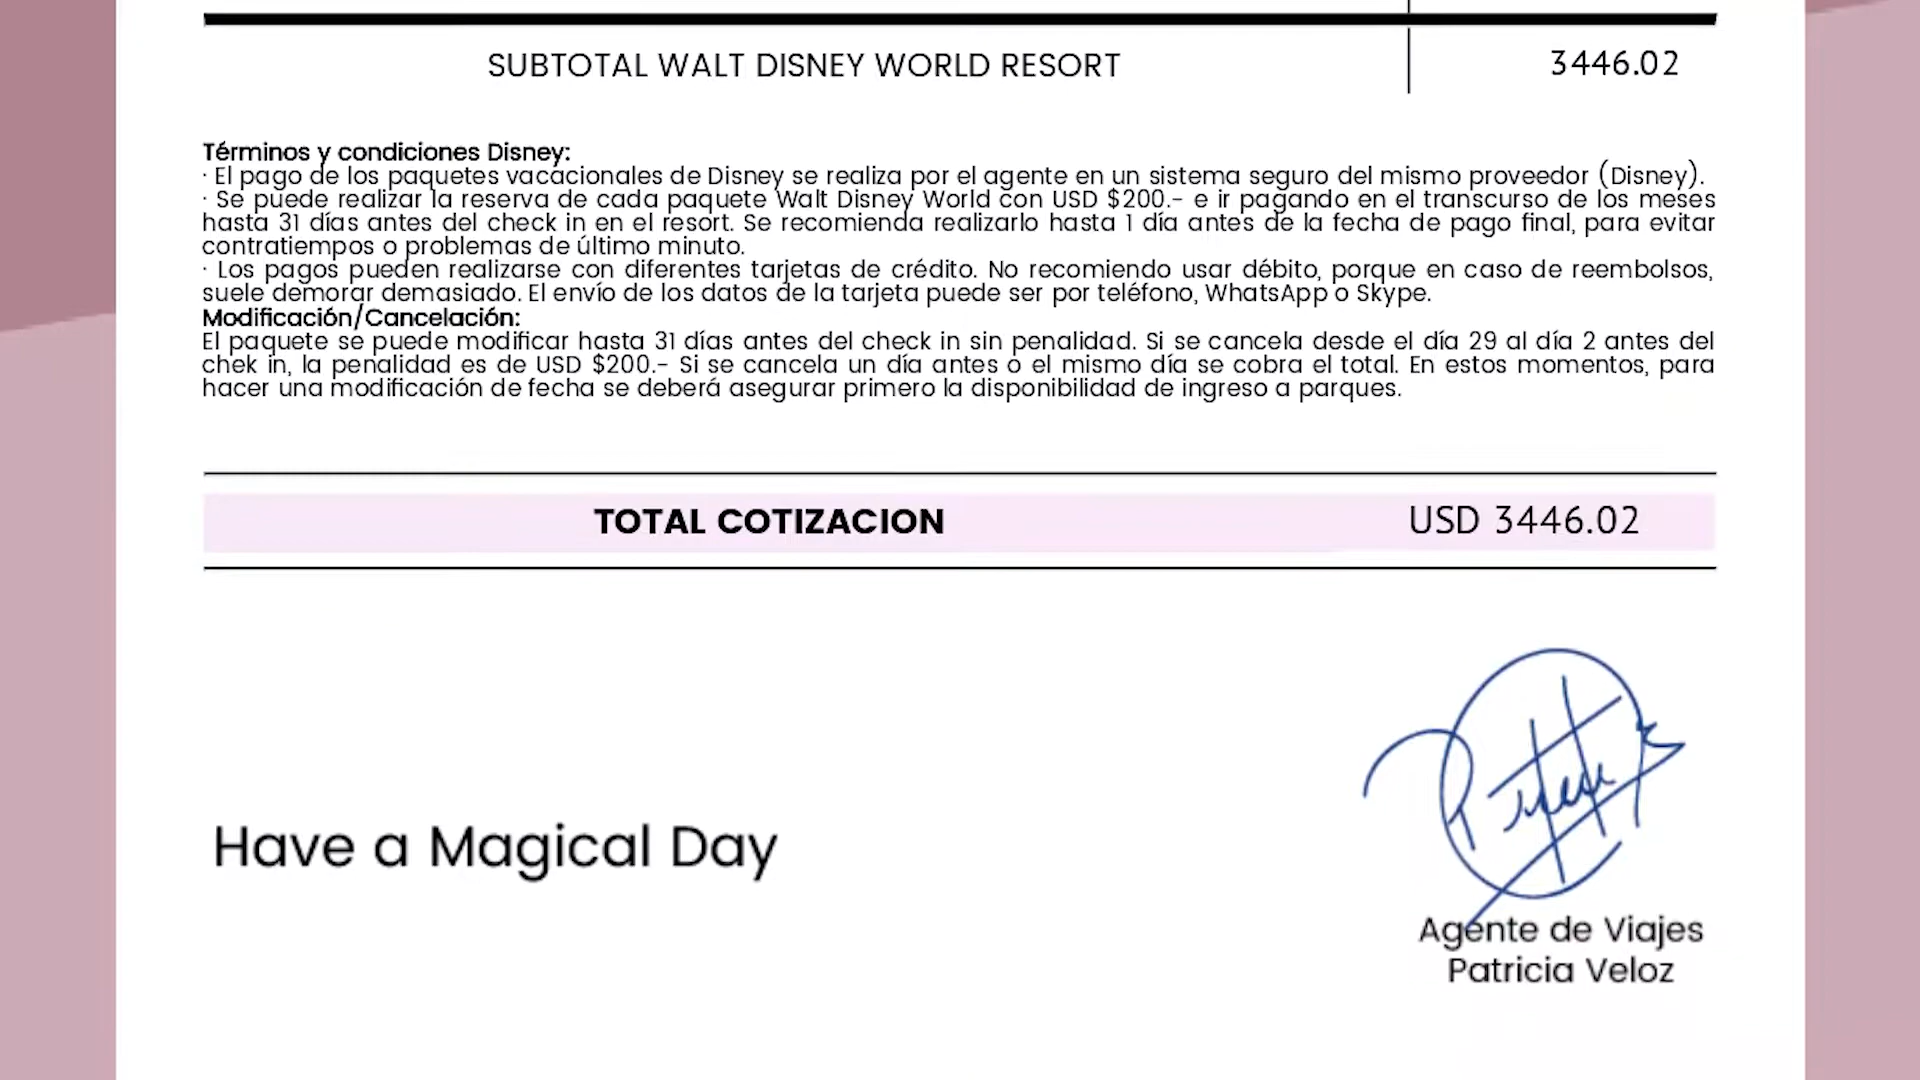 SUBTOTAL WALT DISNEY WORLD RESORT 3446.02
Términos y condiciones Disney:
· El pago de los paquetes vacacionales de Disney se realiza por el agente en un sistema seguro del mismo proveedor (Disney).
· Se puede realizar la reserva de cada paquete Walt Disney World con USD $200.- e ir pagando en el transcurso de los meses
hasta 31 días antes del check in en el resort. Se recomienda realizarlo hasta 1 día antes de la fecha de pago final, para evitar
contratiempos o problemas de último minuto.
· Los pagos pueden realizarse con diferentes tarjetas de crédito. No recomiendo usar débito, porque en caso de reembolsos,
suele demorar demasiado. El envío de los datos de la tarjeta puede ser por teléfono, WhatsApp o Skype.
Modificación/Cancelación:
El paquete se puede modificar hasta 31 días antes del check in sin penalidad. Si se cancela desde el día 29 al día 2 antes del
chek in, la penalidad es de USD $200.- Si se cancela un día antes o el mismo día se cobra el total. En estos momentos, para
hacer una modificación de fecha se deberá asegurar primero la disponibilidad de ingreso a parques.
TOTAL COTIZACION USD 3446.02
Have a Magical Day
Agente de Viajes
Patricia Veloz